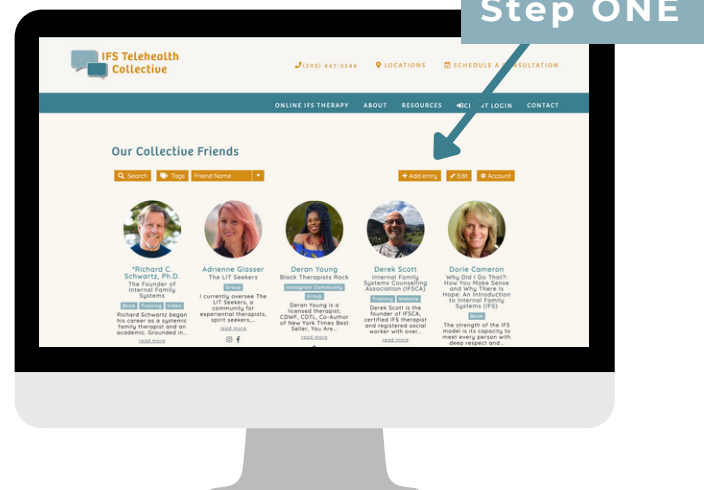 Step ONE
IFS Telehealth
Collective
(503) 447-3244
LOCATIONS
SCHEDULE A CONSULTATION
ONLINE IFS THERAPY
ABOUT
RESOURCES
LOGIN
CONTACT
Our Collective Friends
Search
Tags
Friend Name
+ Add entry
Edit
Account
*Richard C.
Schwartz, Ph.D.
The Founder of
Internal Family
Systems
Book Training Video
Richard Schwartz began
his career as a systemic
family therapist and an
academic. Grounded in...
read more
Adrienne Glasser
The LIT Seekers
Group
I currently oversee The
LIT Seekers, a
community for
experiential therapists,
spirit seekers,...
read more
Deran Young
Black Therapists Rock
Instagram Community
Group
Deran Young is a
licensed therapist,
CDWF, CDTL, Co-Author
of New York Times Best
Seller, You Are...
read more
Derek Scott
Internal Family
Systems Counselling
Association (IFSCA)
Training Website
Derek Scott is the
founder of IFSCA,
certified IFS therapist
and registered social
worker with over...
read more
Dorie Cameron
Why Did I Do That?:
How You Make Sense
and Why There is
Hope: An Introduction
to Internal Family
Systems (IFS)
Book
The strength of the IFS
model is its capacity to
meet every person with
deep respect and...